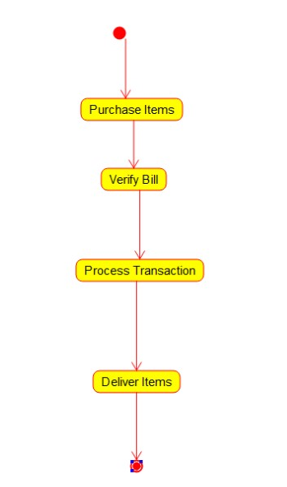 Purchase Items
Verify Bill
Process Transaction
Deliver Items